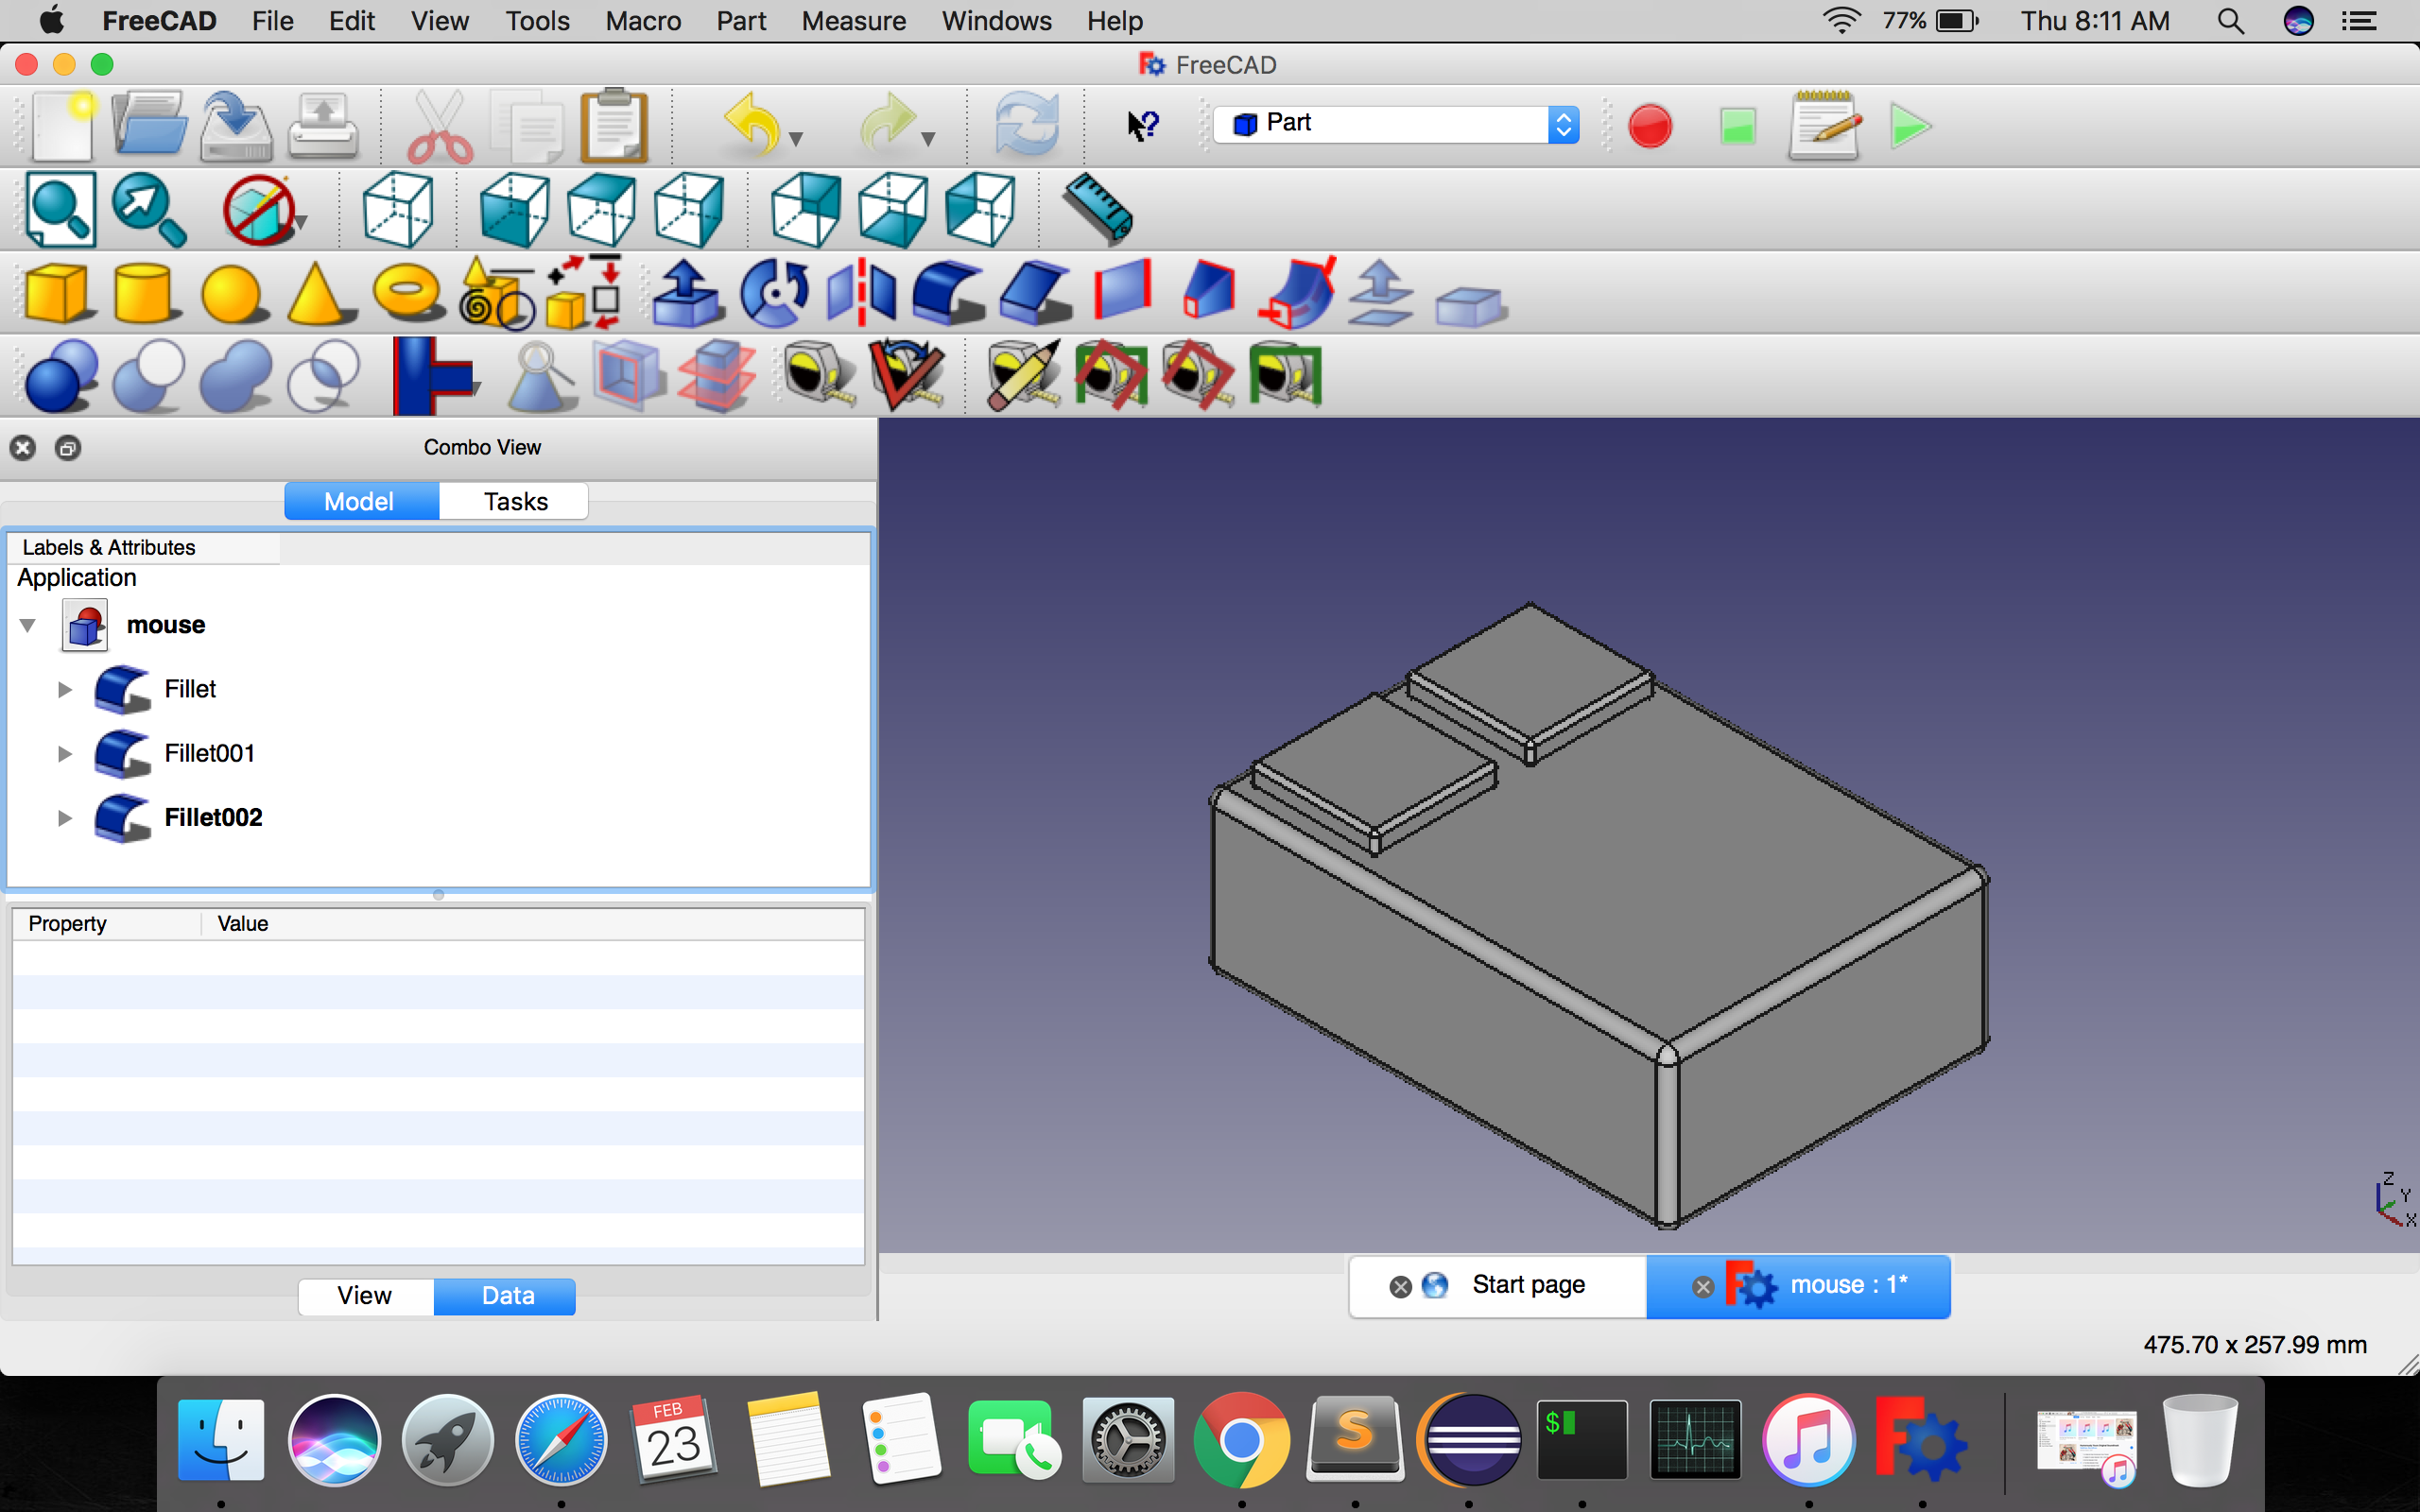 FreeCAD File Edit View Tools Macro Part Measure Windows Help 77% Thu 8:11 AM
FreeCAD
Part
Combo View
Model Tasks
Labels & Attributes
Application
mouse
Fillet
Fillet001
Fillet002
Property Value
View Data
Z
Y
X
Start page mouse : 1*
475.70 x 257.99 mm
FEB
23
S
$